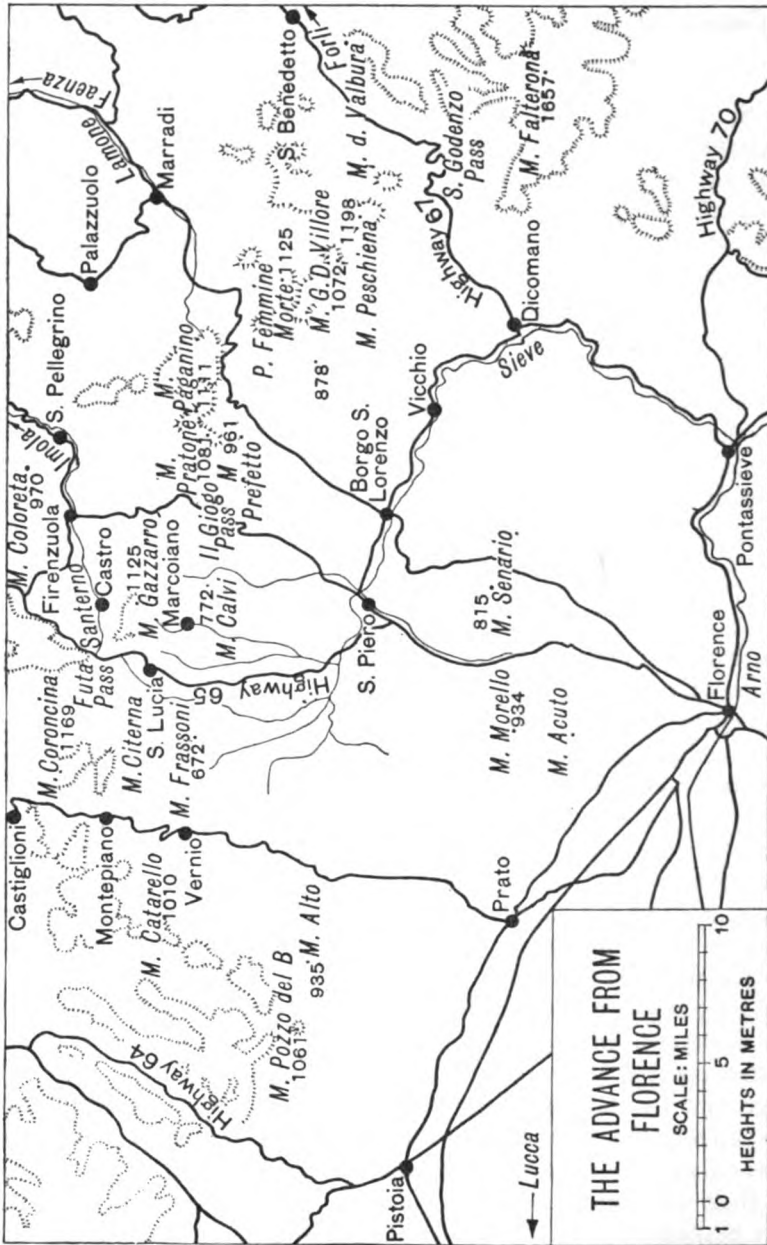 Castiglioni
M. Coroncina
1169
M. Coloreta
970
Imola
Faenza
Firenzuola
S. Pellegrino
Palazzuolo
Lamone
Montepiano
Futa
Pass
Santerno
Castro
Marradi
M. Catarello
1010
M. Citerna
S. Lucia
1125
M. Gazzarro
Marcoiano
M.
Pratone
1081
M.
Paganino
1111
Vernio
M. Frassoni
672
772
M. Calvi
Il Giogo
Pass
M 961
Prefetto
Highway 64
Highway
65
P. Femmine
Morte 1125
S. Benedetto
Forli
M. Pozzo del B
1061
935
M. Alto
878
M. G.D. Villore
1072
1198
M. Peschiena
M. d. Valbura
S. Piero
Borgo S.
Lorenzo
Vicchio
Highway 67
S. Godenzo
Pass
Pistoia
Prato
M. Morello
934
815
M. Senario
Sieve
Dicomano
M. Falterona
1657
Lucca
M. Acuto
Florence
Arno
Pontassieve
Highway 70
THE ADVANCE FROM
FLORENCE
SCALE: MILES
1 0 5 10
HEIGHTS IN METRES